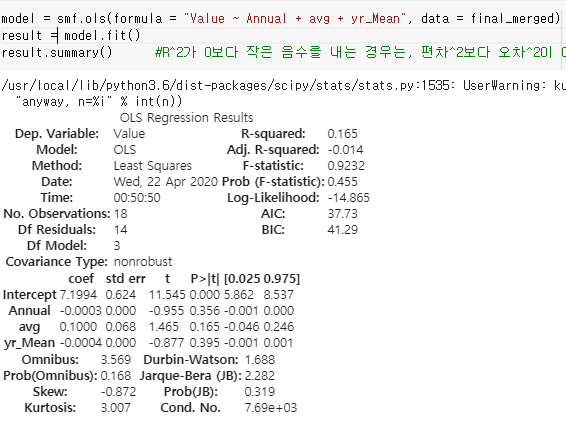 model = smf.ols(formula = "Value ~ Annual + avg + yr_Mean", data = final_merged)
result = model.fit()
result.summary() #R^2가 0보다 작은 음수를 내는 경우는, 편차^2보다 오차^2이
/usr/local/lib/python3.6/dist-packages/scipy/stats/stats.py:1535: UserWarning: ku
"anyway, n=%i" % int(n))
OLS Regression Results
Dep. Variable: Value R-squared: 0.165
Model: OLS Adj. R-squared: -0.014
Method: Least Squares F-statistic: 0.9232
Date: Wed, 22 Apr 2020 Prob (F-statistic): 0.455
Time: 00:50:50 Log-Likelihood: -14.865
No. Observations: 18 AIC: 37.73
Df Residuals: 14 BIC: 41.29
Df Model: 3
Covariance Type: nonrobust
coef std err t P>|t| [0.025 0.975]
Intercept 7.1994 0.624 11.545 0.000 5.862 8.537
Annual -0.0003 0.000 -0.955 0.356 -0.001 0.000
avg 0.1000 0.068 1.465 0.165 -0.046 0.246
yr_Mean -0.0004 0.000 -0.877 0.395 -0.001 0.001
Omnibus: 3.569 Durbin-Watson: 1.688
Prob(Omnibus): 0.168 Jarque-Bera (JB): 2.282
Skew: -0.872 Prob(JB): 0.319
Kurtosis: 3.007 Cond. No. 7.69e+03